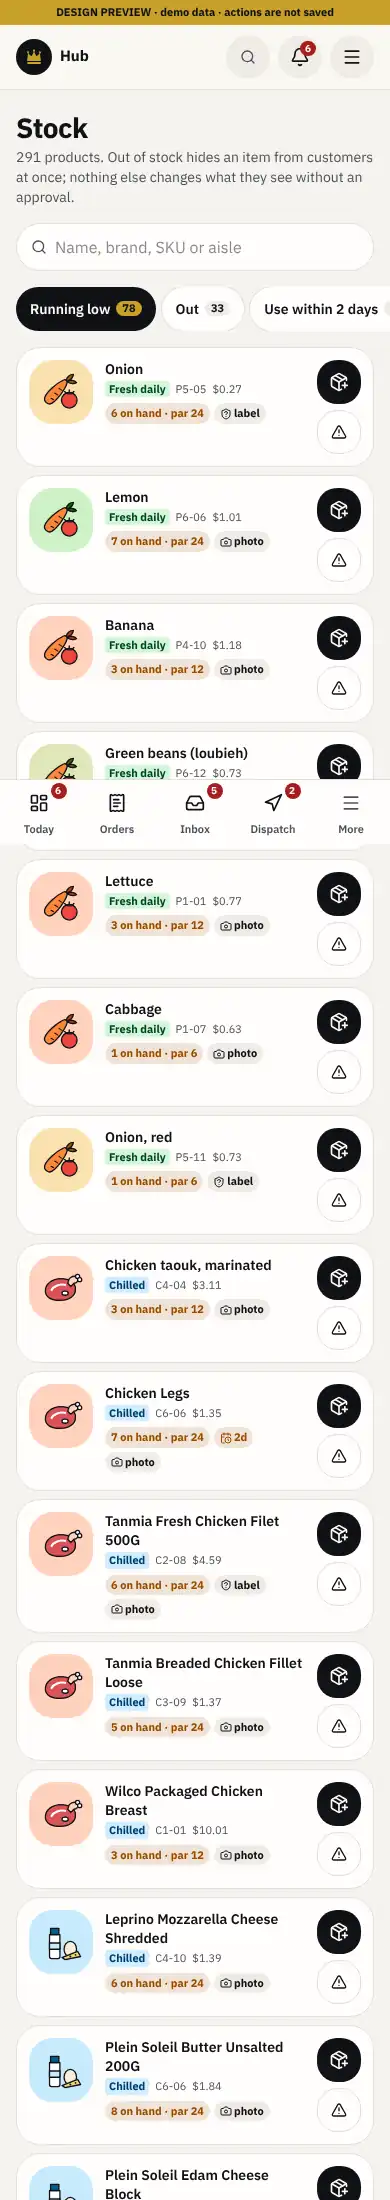 DESIGN PREVIEW · demo data · actions are not saved
Hub
6
Stock
291 products. Out of stock hides an item from customers
at once; nothing else changes what they see without an
approval.
Name, brand, SKU or aisle
Running low 78
Out 33
Use within 2 days
Onion
Fresh daily P5-05 $0.27
6 on hand · par 24 label
Lemon
Fresh daily P6-06 $1.01
7 on hand · par 24 photo
Banana
Fresh daily P4-10 $1.18
3 on hand · par 12 photo
Green beans (loubieh)
Fresh daily P6-12 $0.73
6 5 2
Today Orders Inbox Dispatch More
Lettuce
Fresh daily P1-01 $0.77
3 on hand · par 12 photo
Cabbage
Fresh daily P1-07 $0.63
1 on hand · par 6 photo
Onion, red
Fresh daily P5-11 $0.73
1 on hand · par 6 label
Chicken taouk, marinated
Chilled C4-04 $3.11
3 on hand · par 12 photo
Chicken Legs
Chilled C6-06 $1.35
7 on hand · par 24 2d
photo
Tanmia Fresh Chicken Filet
500G
Chilled C2-08 $4.59
6 on hand · par 24 label
photo
Tanmia Breaded Chicken Fillet
Loose
Chilled C3-09 $1.37
5 on hand · par 24 photo
Wilco Packaged Chicken
Breast
Chilled C1-01 $10.01
3 on hand · par 12 photo
Leprino Mozzarella Cheese
Shredded
Chilled C4-10 $1.39
6 on hand · par 24 photo
Plein Soleil Butter Unsalted
200G
Chilled C6-06 $1.84
8 on hand · par 24 photo
Plein Soleil Edam Cheese
Block